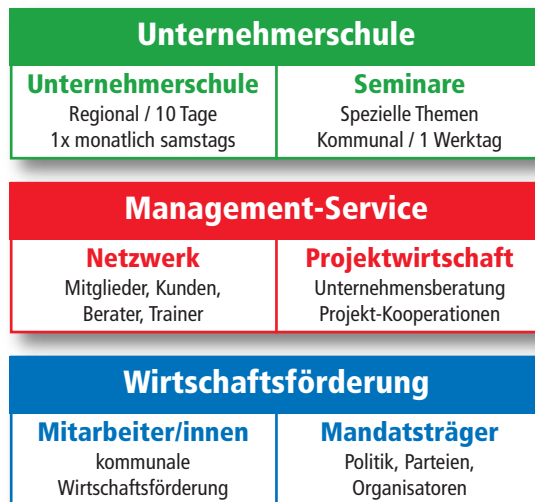 Unternehmerschule
Unternehmerschule
Regional / 10 Tage
1x monatlich samstags
Seminare
Spezielle Themen
Kommunal / 1 Werktag
Management-Service
Netzwerk
Mitglieder, Kunden,
Berater, Trainer
Projektwirtschaft
Unternehmensberatung
Projekt-Kooperationen
Wirtschaftsförderung
Mitarbeiter/innen
kommunale
Wirtschaftsförderung
Mandatsträger
Politik, Parteien,
Organisatoren